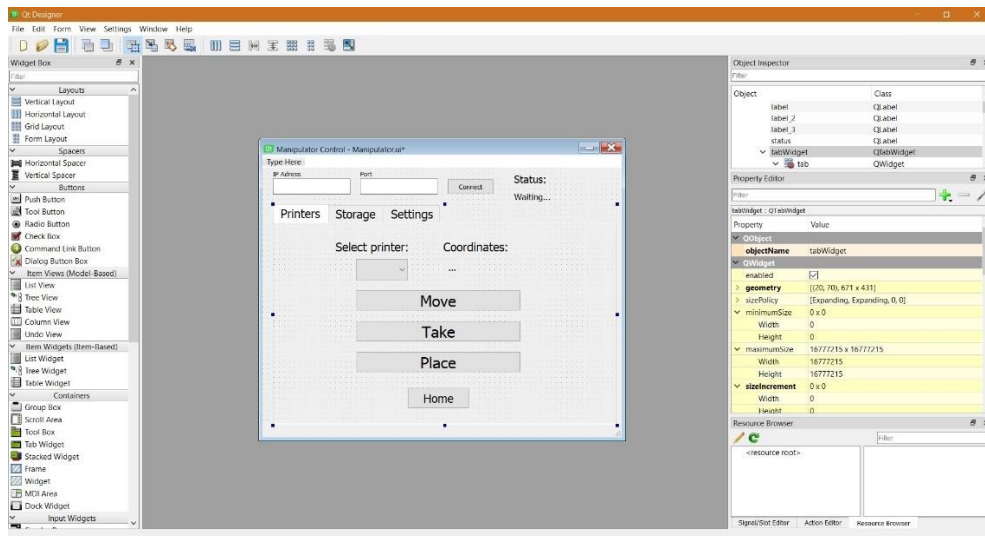 Qt Designer
File Edit Form View Settings Window Help
Widget Box
Filter
Layouts
Vertical Layout
Horizontal Layout
Grid Layout
Form Layout
Spacers
Horizontal Spacer
Vertical Spacer
Buttons
Push Button
Tool Button
Radio Button
Check Box
Command Link Button
Dialog Button Box
Item Views (Model-Based)
List View
Tree View
Table View
Column View
Undo View
Item Widgets (Item-Based)
List Widget
Tree Widget
Table Widget
Containers
Group Box
Scroll Area
Tool Box
Tab Widget
Stacked Widget
Frame
Widget
MDI Area
Dock Widget
Input Widgets
Manipulator Control - Manipulator.ui*
Type Here
IP Adress Port
Connect
Status:
Waiting...
Printers Storage Settings
Select printer: Coordinates:
...
Move
Take
Place
Home
Object Inspector
Filter
Object Class
label QLabel
label_2 QLabel
label_3 QLabel
status QLabel
tabWidget QTabWidget
tab QWidget
Property Editor
Filter
tabWidget : QTabWidget
Property Value
QObject
objectName tabWidget
QWidget
enabled
geometry [(20, 70), 671 x 431]
sizePolicy [Expanding, Expanding, 0, 0]
minimumSize 0 x 0
Width 0
Height 0
maximumSize 16777215 x 16777215
Width 16777215
Height 16777215
sizeIncrement 0 x 0
Width 0
Height 0
Resource Browser
Filter
<resource root>
Signal/Slot Editor Action Editor Resource Browser